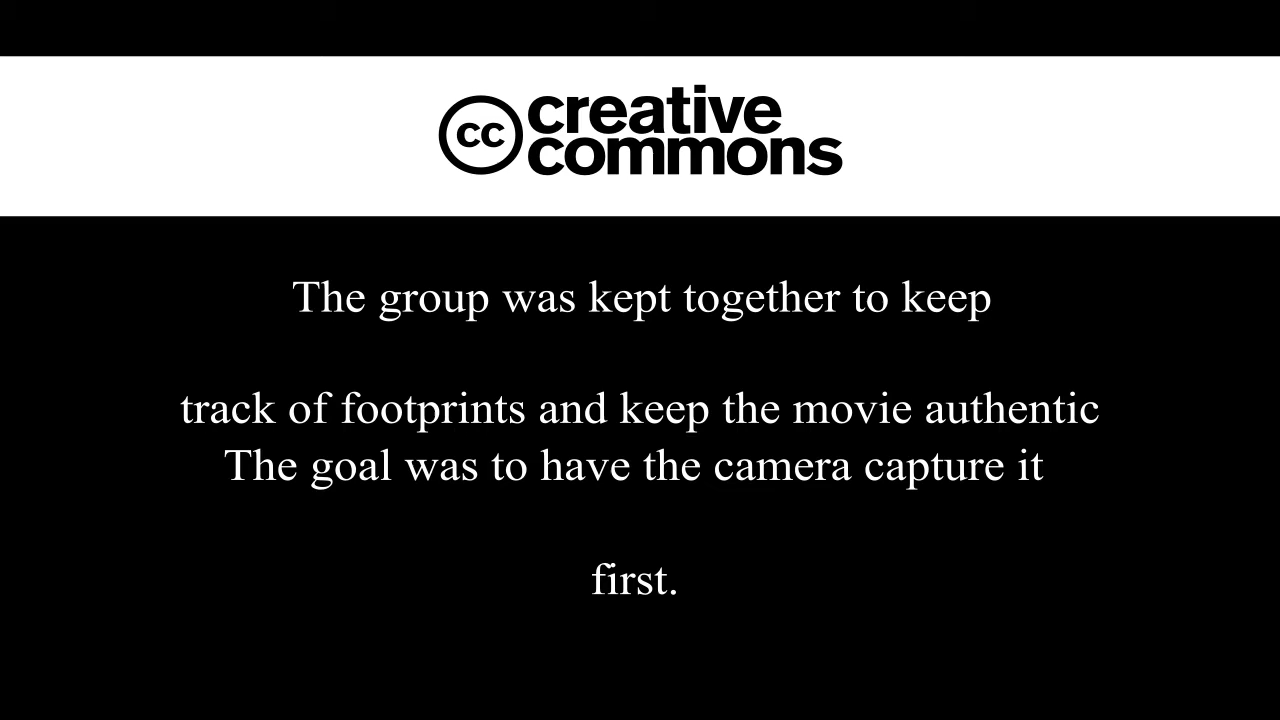 cc creative
commons
The group was kept together to keep
track of footprints and keep the movie authentic
The goal was to have the camera capture it
first.